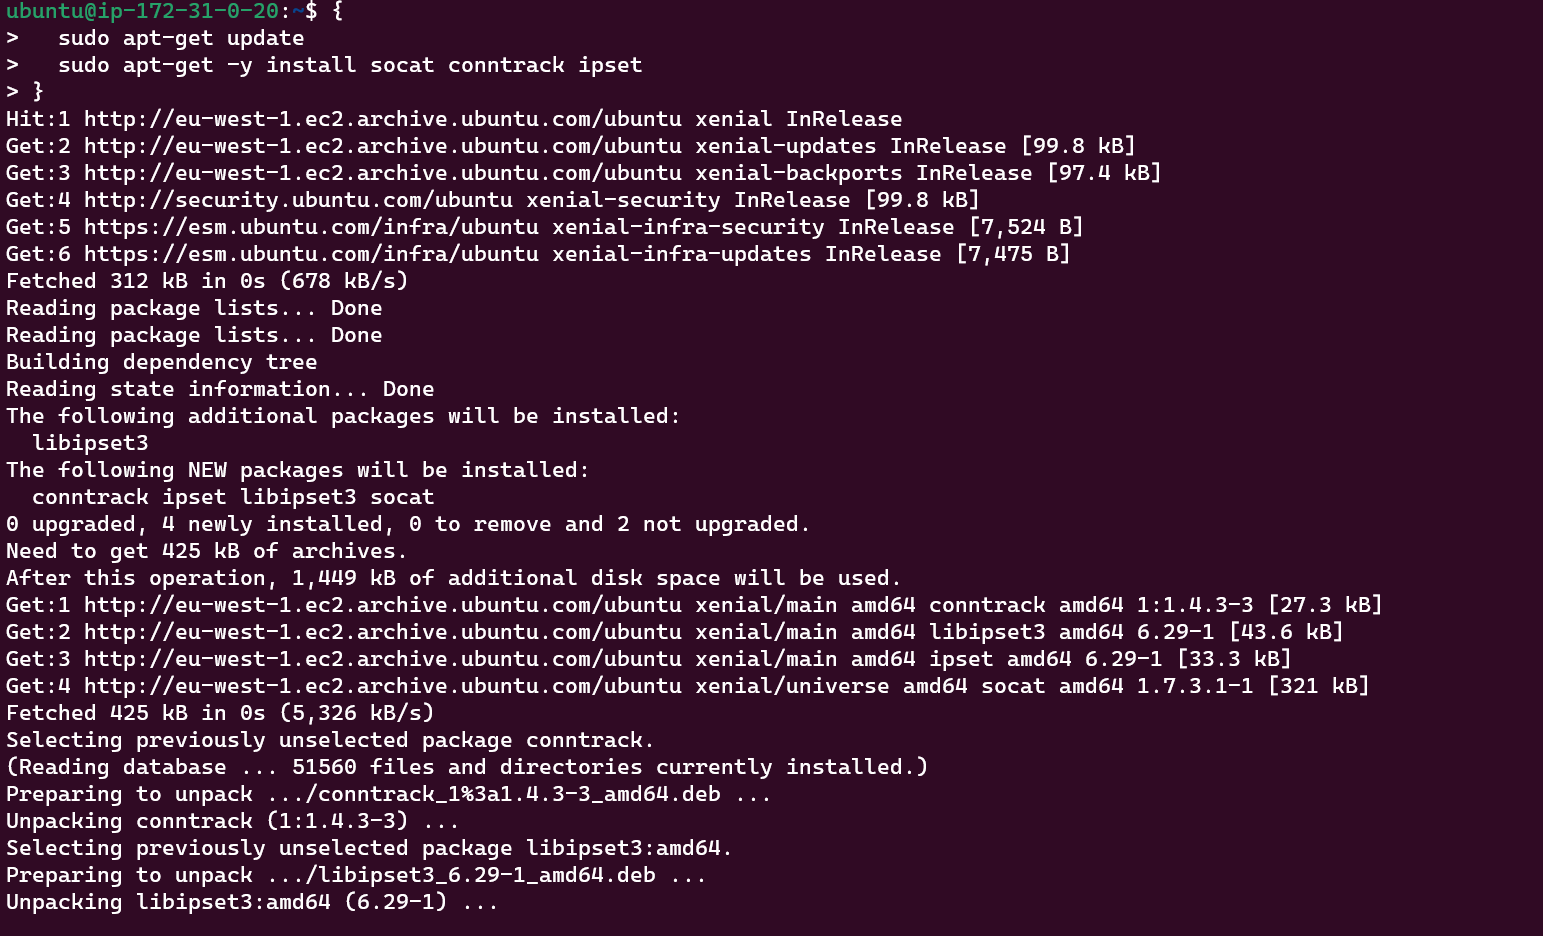 ubuntu@ip-172-31-0-20:~$ {
>   sudo apt-get update
>   sudo apt-get -y install socat conntrack ipset
> }
Hit:1 http://eu-west-1.ec2.archive.ubuntu.com/ubuntu xenial InRelease
Get:2 http://eu-west-1.ec2.archive.ubuntu.com/ubuntu xenial-updates InRelease [99.8 kB]
Get:3 http://eu-west-1.ec2.archive.ubuntu.com/ubuntu xenial-backports InRelease [97.4 kB]
Get:4 http://security.ubuntu.com/ubuntu xenial-security InRelease [99.8 kB]
Get:5 https://esm.ubuntu.com/infra/ubuntu xenial-infra-security InRelease [7,524 B]
Get:6 https://esm.ubuntu.com/infra/ubuntu xenial-infra-updates InRelease [7,475 B]
Fetched 312 kB in 0s (678 kB/s)
Reading package lists... Done
Reading package lists... Done
Building dependency tree
Reading state information... Done
The following additional packages will be installed:
  libipset3
The following NEW packages will be installed:
  conntrack ipset libipset3 socat
0 upgraded, 4 newly installed, 0 to remove and 2 not upgraded.
Need to get 425 kB of archives.
After this operation, 1,449 kB of additional disk space will be used.
Get:1 http://eu-west-1.ec2.archive.ubuntu.com/ubuntu xenial/main amd64 conntrack amd64 1:1.4.3-3 [27.3 kB]
Get:2 http://eu-west-1.ec2.archive.ubuntu.com/ubuntu xenial/main amd64 libipset3 amd64 6.29-1 [43.6 kB]
Get:3 http://eu-west-1.ec2.archive.ubuntu.com/ubuntu xenial/main amd64 ipset amd64 6.29-1 [33.3 kB]
Get:4 http://eu-west-1.ec2.archive.ubuntu.com/ubuntu xenial/universe amd64 socat amd64 1.7.3.1-1 [321 kB]
Fetched 425 kB in 0s (5,326 kB/s)
Selecting previously unselected package conntrack.
(Reading database ... 51560 files and directories currently installed.)
Preparing to unpack .../conntrack_1%3a1.4.3-3_amd64.deb ...
Unpacking conntrack (1:1.4.3-3) ...
Selecting previously unselected package libipset3:amd64.
Preparing to unpack .../libipset3_6.29-1_amd64.deb ...
Unpacking libipset3:amd64 (6.29-1) ...